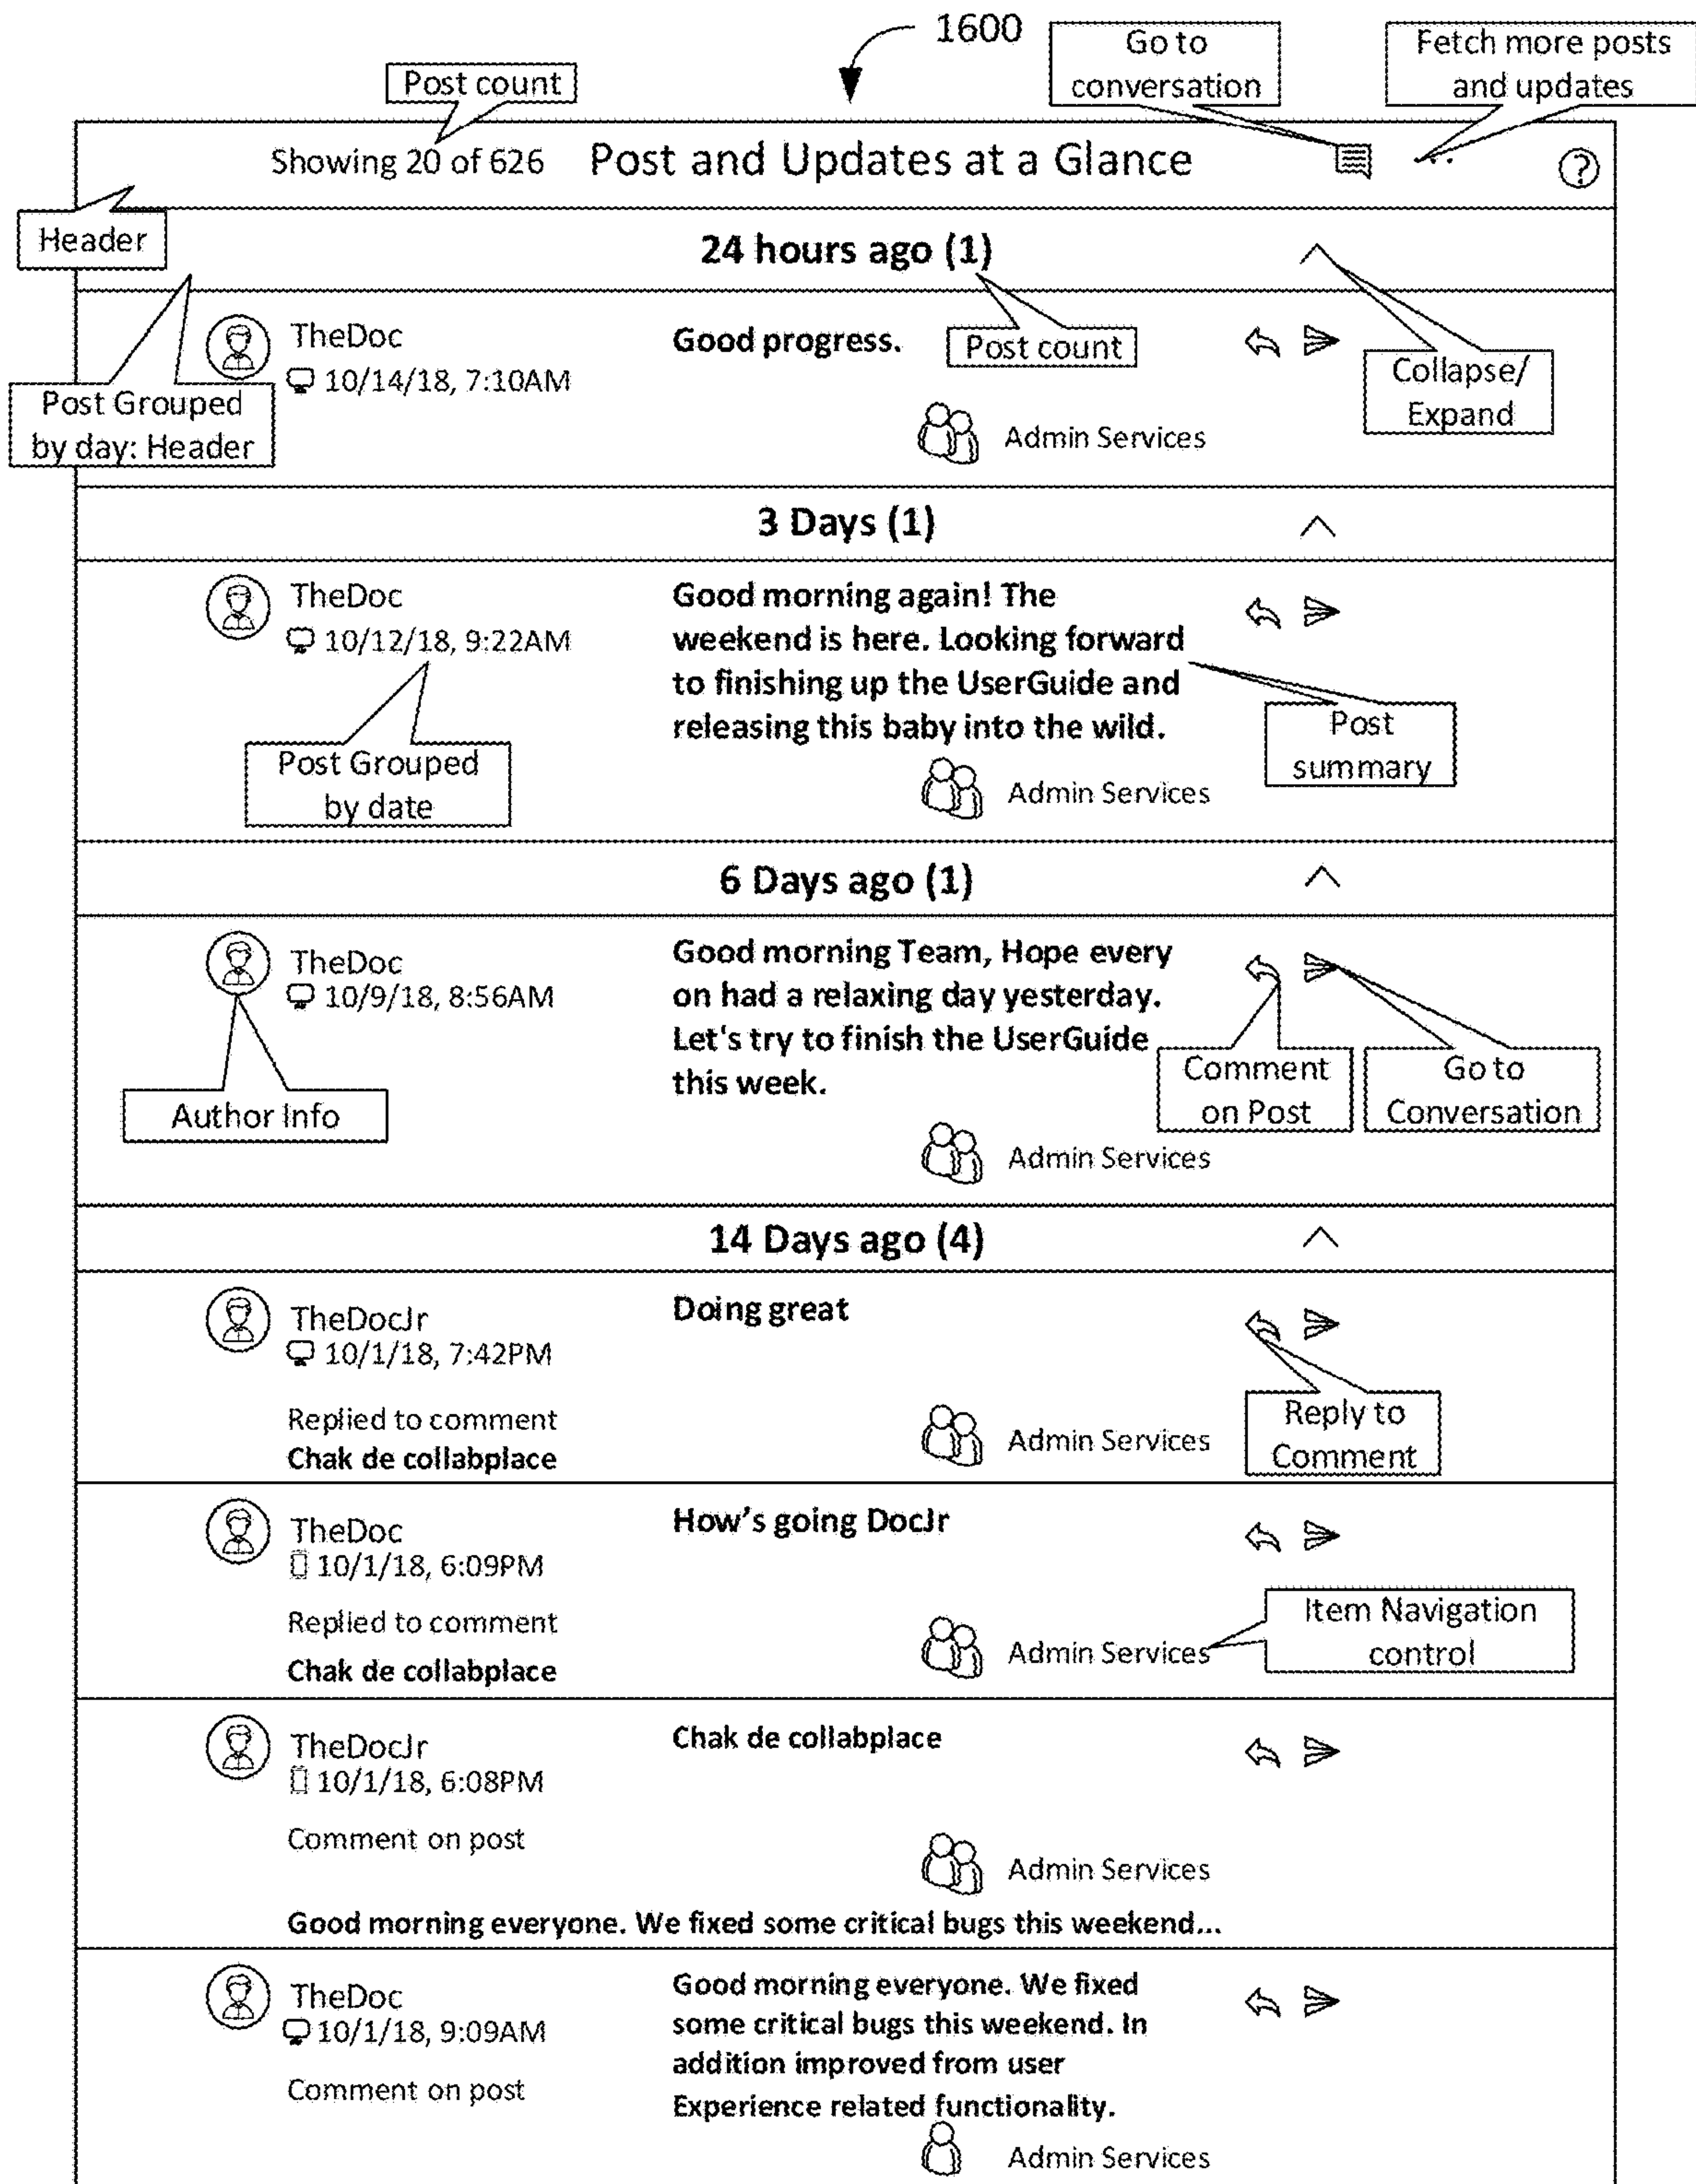 1600
Go to
conversation
Fetch more posts
and updates
Post count
Showing 20 of 626
Post and Updates at a Glance
?
Header
24 hours ago (1)
TheDoc
10/14/18, 7:10AM
Good progress.
Post count
Collapse/
Expand
Post Grouped
by day: Header
Admin Services
3 Days (1)
TheDoc
10/12/18, 9:22AM
Good morning again! The
weekend is here. Looking forward
to finishing up the UserGuide and
releasing this baby into the wild.
Post Grouped
by date
Post
summary
Admin Services
6 Days ago (1)
TheDoc
10/9/18, 8:56AM
Good morning Team, Hope every
on had a relaxing day yesterday.
Let's try to finish the UserGuide
this week.
Author Info
Comment
on Post
Go to
Conversation
Admin Services
14 Days ago (4)
TheDocJr
10/1/18, 7:42PM
Doing great
Replied to comment
Chak de collabplace
Admin Services
Reply to
Comment
TheDoc
10/1/18, 6:09PM
How's going DocJr
Replied to comment
Chak de collabplace
Admin Services
Item Navigation
control
TheDocJr
10/1/18, 6:08PM
Chak de collabplace
Comment on post
Admin Services
Good morning everyone. We fixed some critical bugs this weekend...
TheDoc
10/1/18, 9:09AM
Comment on post
Good morning everyone. We fixed
some critical bugs this weekend. In
addition improved from user
Experience related functionality.
Admin Services